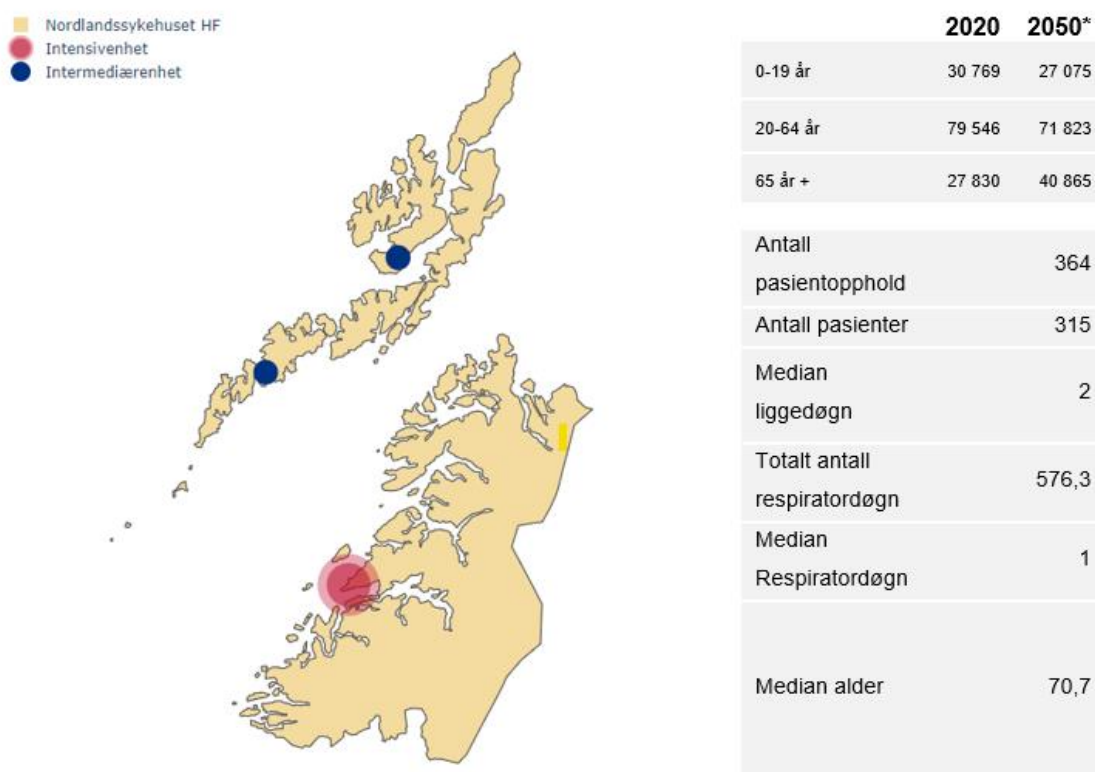 Nordlandssykehuset HF
Intensivenhet
Intermediærenhet
2020 2050*
0-19 år 30 769 27 075
20-64 år 79 546 71 823
65 år + 27 830 40 865
Antall
pasientopphold 364
Antall pasienter 315
Median
liggedøgn 2
Totalt antall
respiratordøgn 576,3
Median
Respiratordøgn 1
Median alder 70,7